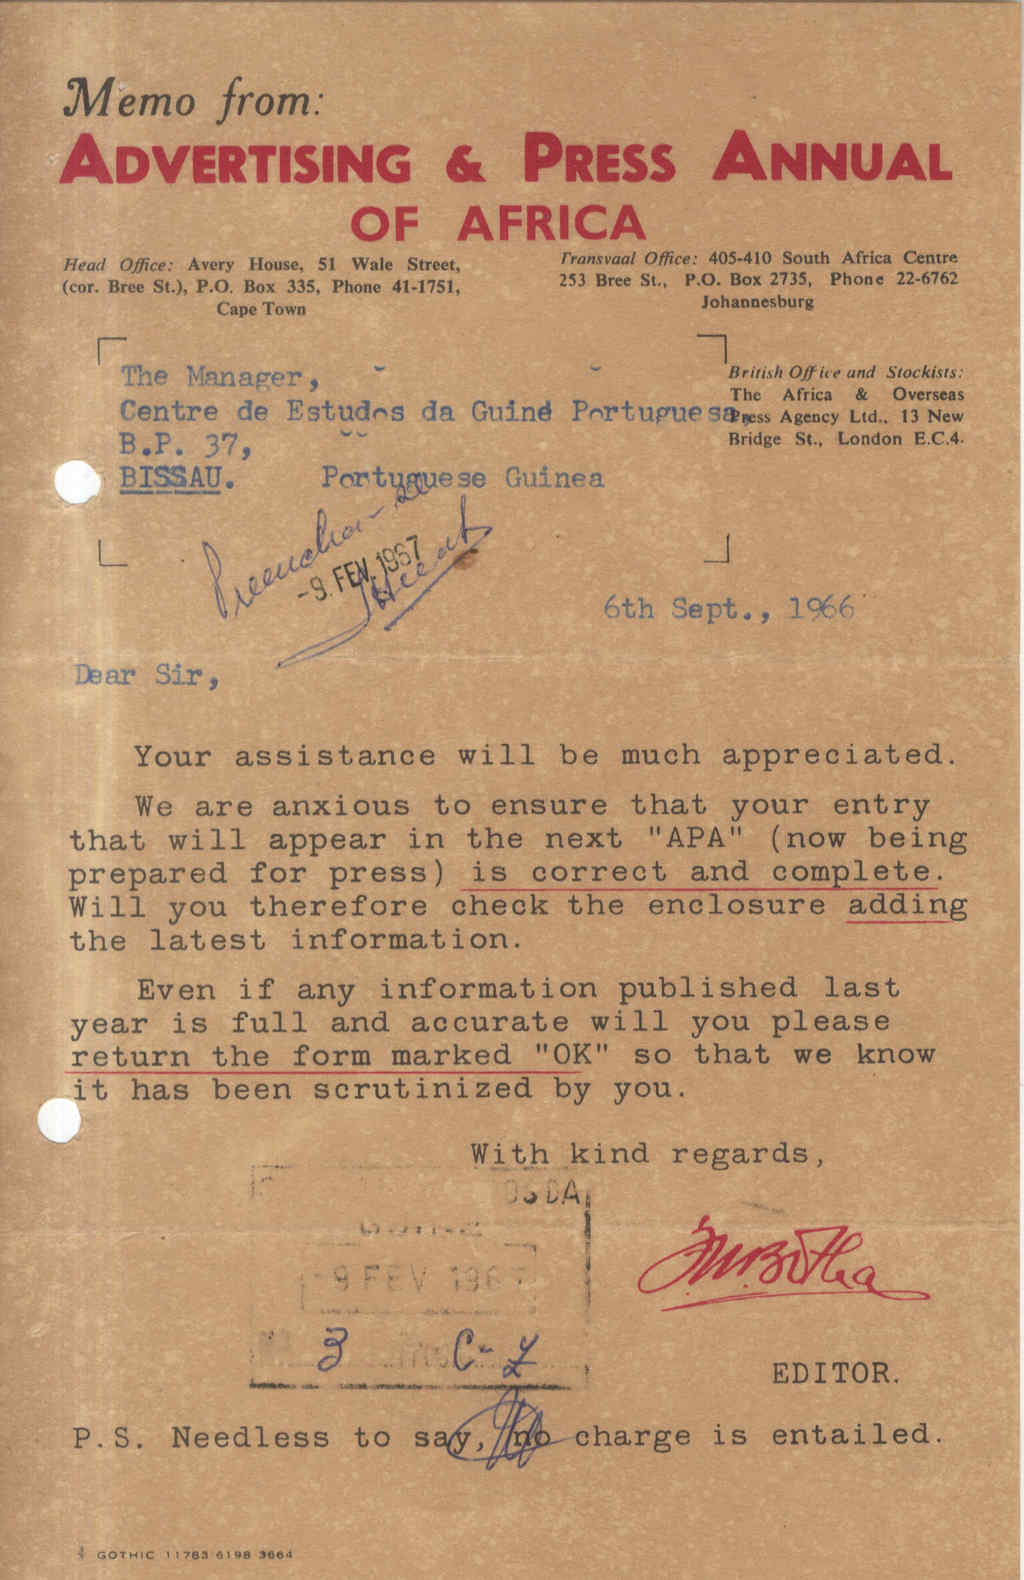 Memo from:
ADVERTISING & PRESS ANNUAL
OF AFRICA
Head Office: Avery House, 51 Wale Street,
(cor. Bree St.), P.O. Box 335, Phone 41-1751,
Cape Town
Transvaal Office: 405-410 South Africa Centre
253 Bree St., P.O. Box 2735, Phone 22-6762
Johannesburg
British Office and Stockists:
The Africa & Overseas
Press Agency Ltd., 13 New
Bridge St., London E.C.4.
The Manager,
Centre de Estudos da Guiné Portuguesa,
B.P. 37,
BISSAU. Portuguese Guinea
-9. FEV. 1967
6th Sept., 1966
Dear Sir,
Your assistance will be much appreciated.
We are anxious to ensure that your entry
that will appear in the next "APA" (now being
prepared for press) is correct and complete.
Will you therefore check the enclosure adding
the latest information.
Even if any information published last
year is full and accurate will you please
return the form marked "OK" so that we know
it has been scrutinized by you.
With kind regards,
-9 FEV 1967
3 C-7
EDITOR.
P.S. Needless to say, no charge is entailed.
GOTHIC 11783 6198 3664